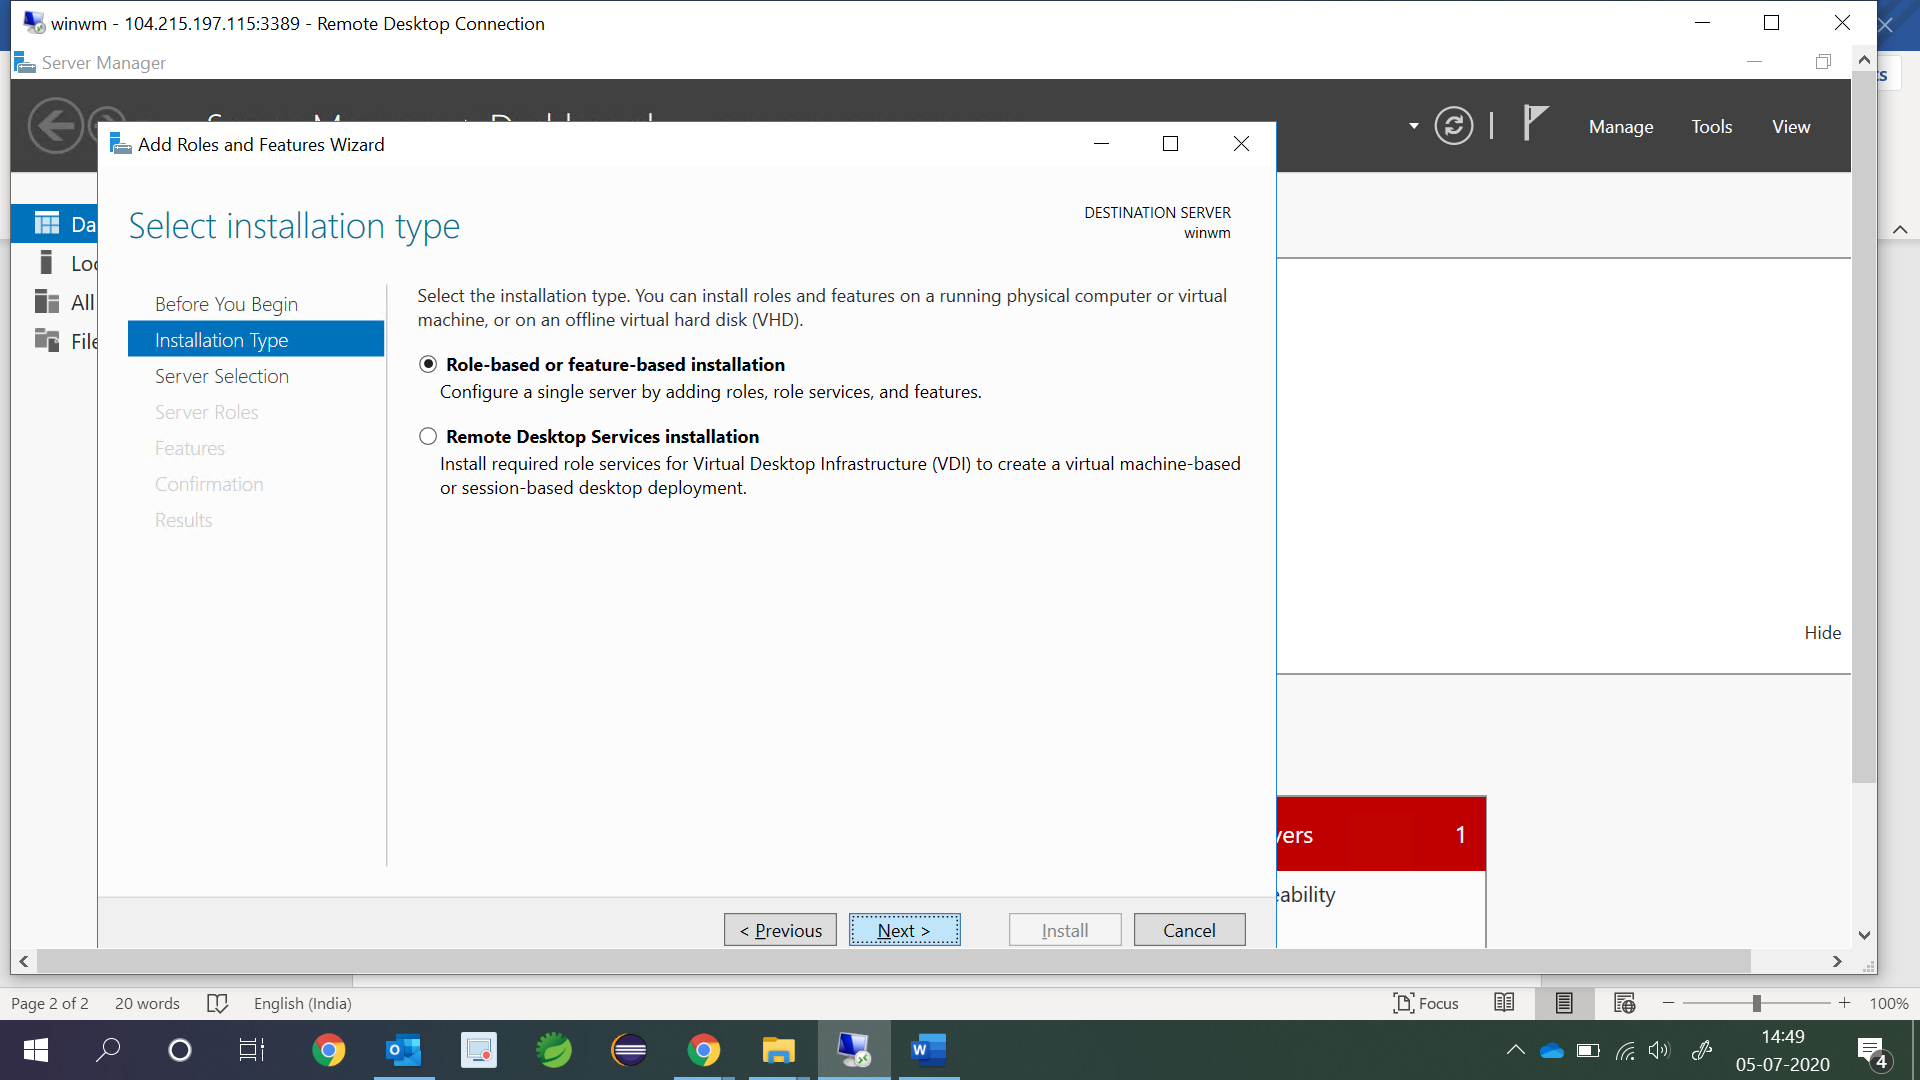 winwm - 104.215.197.115:3389 - Remote Desktop Connection
Server Manager
Manage Tools View
Add Roles and Features Wizard
Select installation type
DESTINATION SERVER
winwm
Before You Begin
Installation Type
Server Selection
Server Roles
Features
Confirmation
Results
Select the installation type. You can install roles and features on a running physical computer or virtual
machine, or on an offline virtual hard disk (VHD).
Role-based or feature-based installation
Configure a single server by adding roles, role services, and features.
Remote Desktop Services installation
Install required role services for Virtual Desktop Infrastructure (VDI) to create a virtual machine-based
or session-based desktop deployment.
All
Hide
1
< Previous Next > Install Cancel
Page 2 of 2 20 words English (India) Focus 100%
14:49
05-07-2020
4